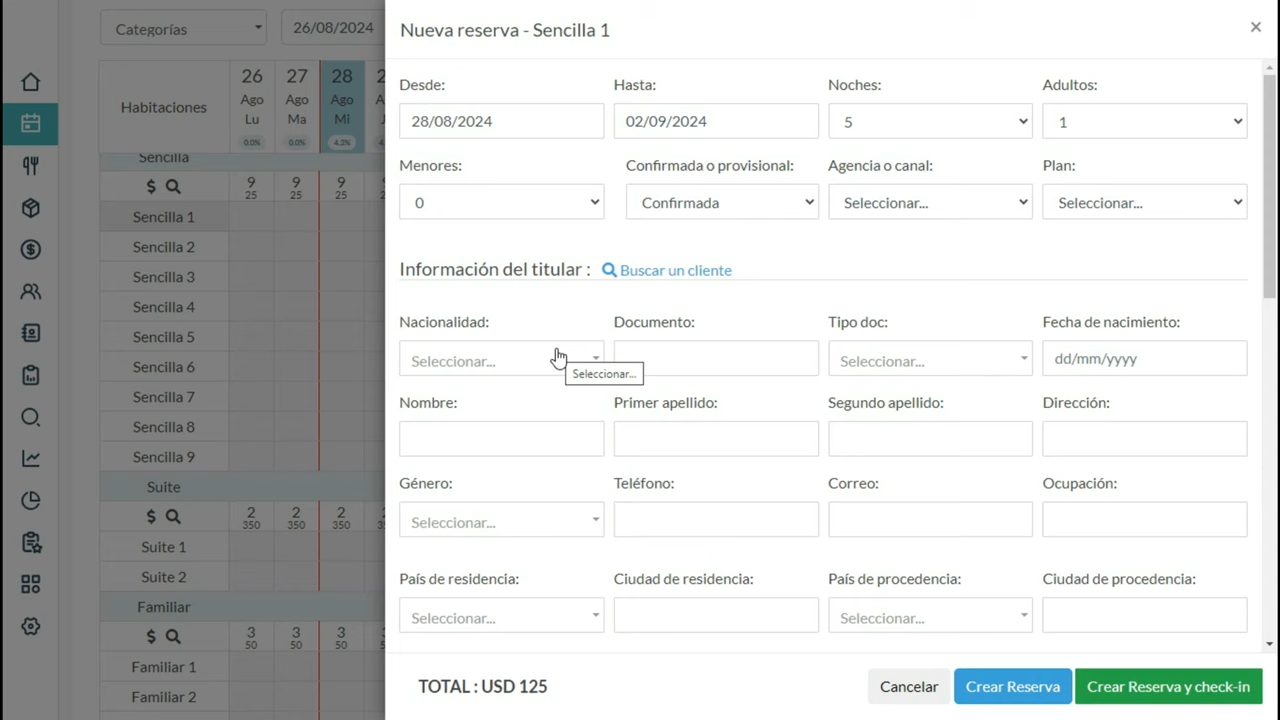 Categorías
26/08/2024
Habitaciones
26
Ago
Lu
0.0%
27
Ago
Ma
0.0%
28
Ago
Mi
4.3%
Sencilla
$
9
25
9
25
9
25
Sencilla 1
Sencilla 2
Sencilla 3
Sencilla 4
Sencilla 5
Sencilla 6
Sencilla 7
Sencilla 8
Sencilla 9
Suite
$
2
350
2
350
2
350
Suite 1
Suite 2
Familiar
$
3
50
3
50
3
50
Familiar 1
Familiar 2
Nueva reserva - Sencilla 1
×
Desde: Hasta: Noches: Adultos:
28/08/2024 02/09/2024 5 1
Menores: Confirmada o provisional: Agencia o canal: Plan:
0 Confirmada Seleccionar... Seleccionar...
Información del titular : Buscar un cliente
Nacionalidad: Documento: Tipo doc: Fecha de nacimiento:
Seleccionar... Seleccionar... dd/mm/yyyy
Seleccionar...
Nombre: Primer apellido: Segundo apellido: Dirección:
Género: Teléfono: Correo: Ocupación:
Seleccionar...
País de residencia: Ciudad de residencia: País de procedencia: Ciudad de procedencia:
Seleccionar... Seleccionar...
TOTAL : USD 125
Cancelar Crear Reserva Crear Reserva y check-in